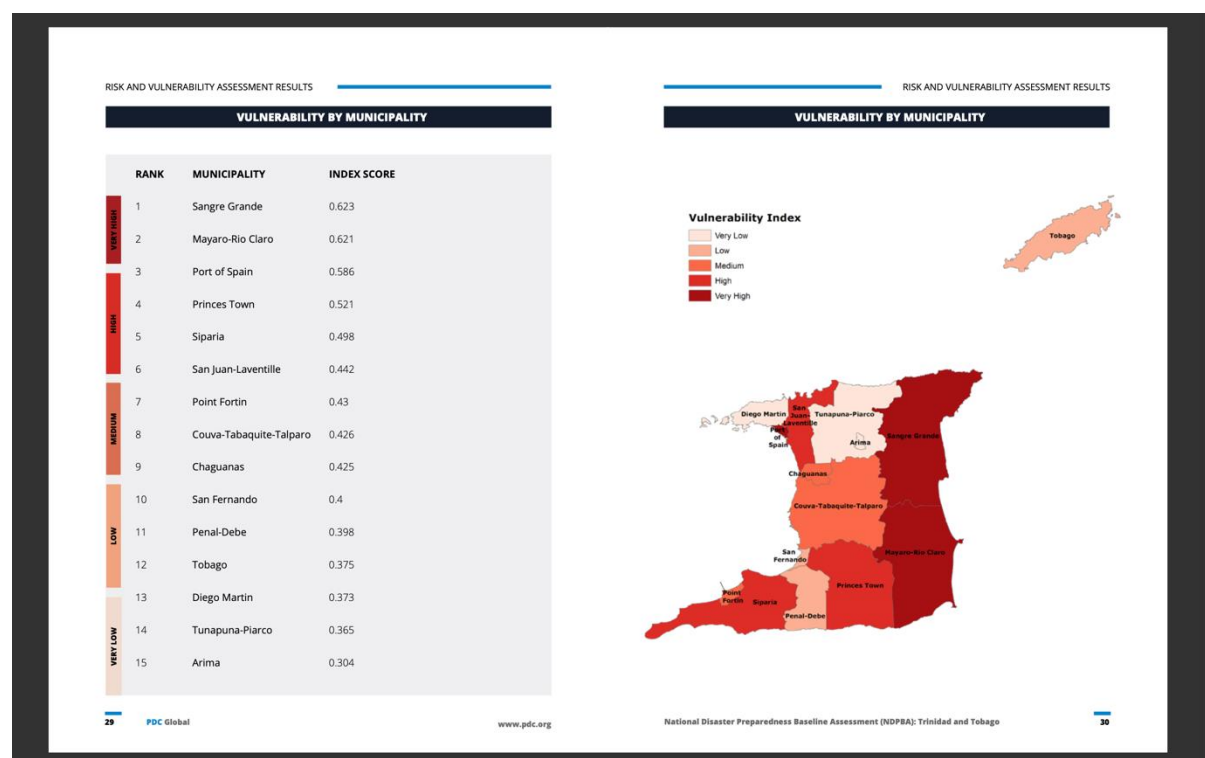 RISK AND VULNERABILITY ASSESSMENT RESULTS
VULNERABILITY BY MUNICIPALITY
RANK MUNICIPALITY INDEX SCORE
VERY HIGH
1 Sangre Grande 0.623
2 Mayaro-Rio Claro 0.621
HIGH
3 Port of Spain 0.586
4 Princes Town 0.521
5 Siparia 0.498
6 San Juan-Laventille 0.442
MEDIUM
7 Point Fortin 0.43
8 Couva-Tabaquite-Talparo 0.426
9 Chaguanas 0.425
LOW
10 San Fernando 0.4
11 Penal-Debe 0.398
12 Tobago 0.375
VERY LOW
13 Diego Martin 0.373
14 Tunapuna-Piarco 0.365
15 Arima 0.304
29 PDC Global
www.pdc.org
RISK AND VULNERABILITY ASSESSMENT RESULTS
VULNERABILITY BY MUNICIPALITY
Vulnerability Index
Very Low
Low
Medium
High
Very High
Tobago
Diego Martin
San
Juan-
Laventille
Tunapuna-Piarco
Port
of
Spain
Arima
Sangre Grande
Chaguanas
Couva-Tabaquite-Talparo
San
Fernando
Mayaro-Rio Claro
Princes Town
Point
Fortin
Siparia
Penal-Debe
National Disaster Preparedness Baseline Assessment (NDPBA): Trinidad and Tobago
30